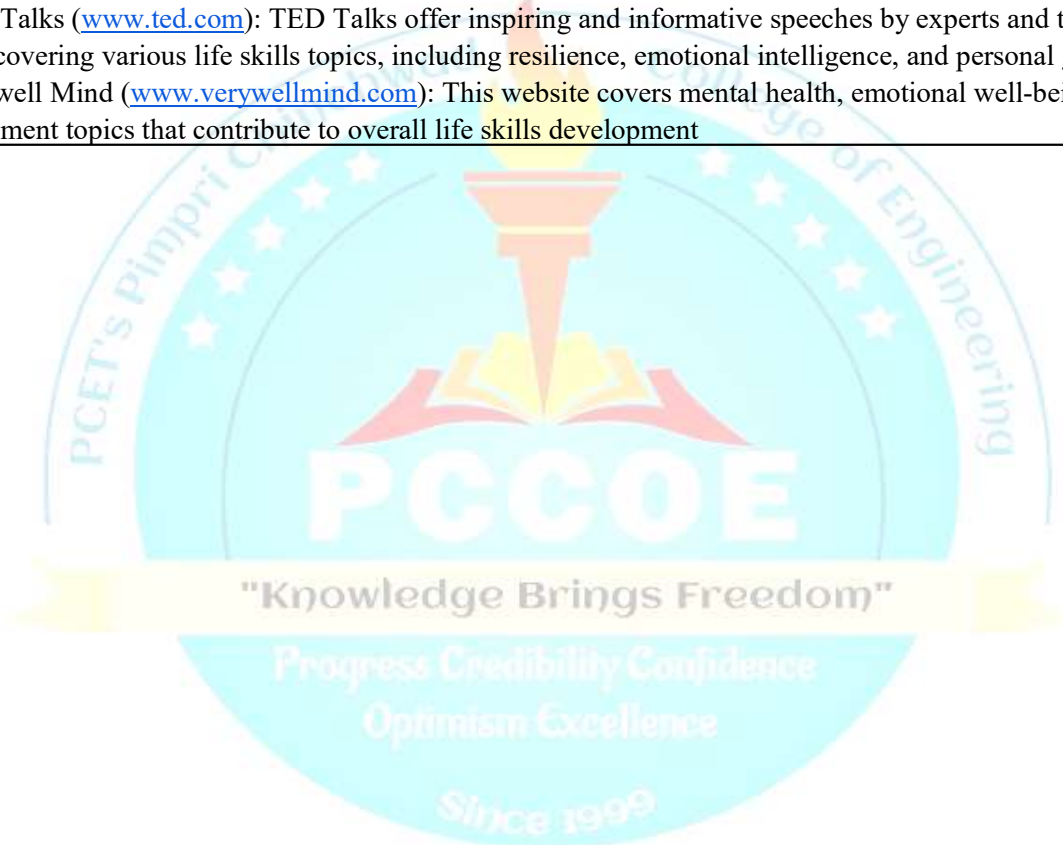 Talks (www.ted.com): TED Talks offer inspiring and informative speeches by experts and t
covering various life skills topics, including resilience, emotional intelligence, and personal
well Mind (www.verywellmind.com): This website covers mental health, emotional well-bei
ment topics that contribute to overall life skills development
PCET's Pimpri Chinchwad College of Engineering
PCCOE
"Knowledge Brings Freedom"
Progress Credibility Confidence
Optimism Excellence
Since 1999